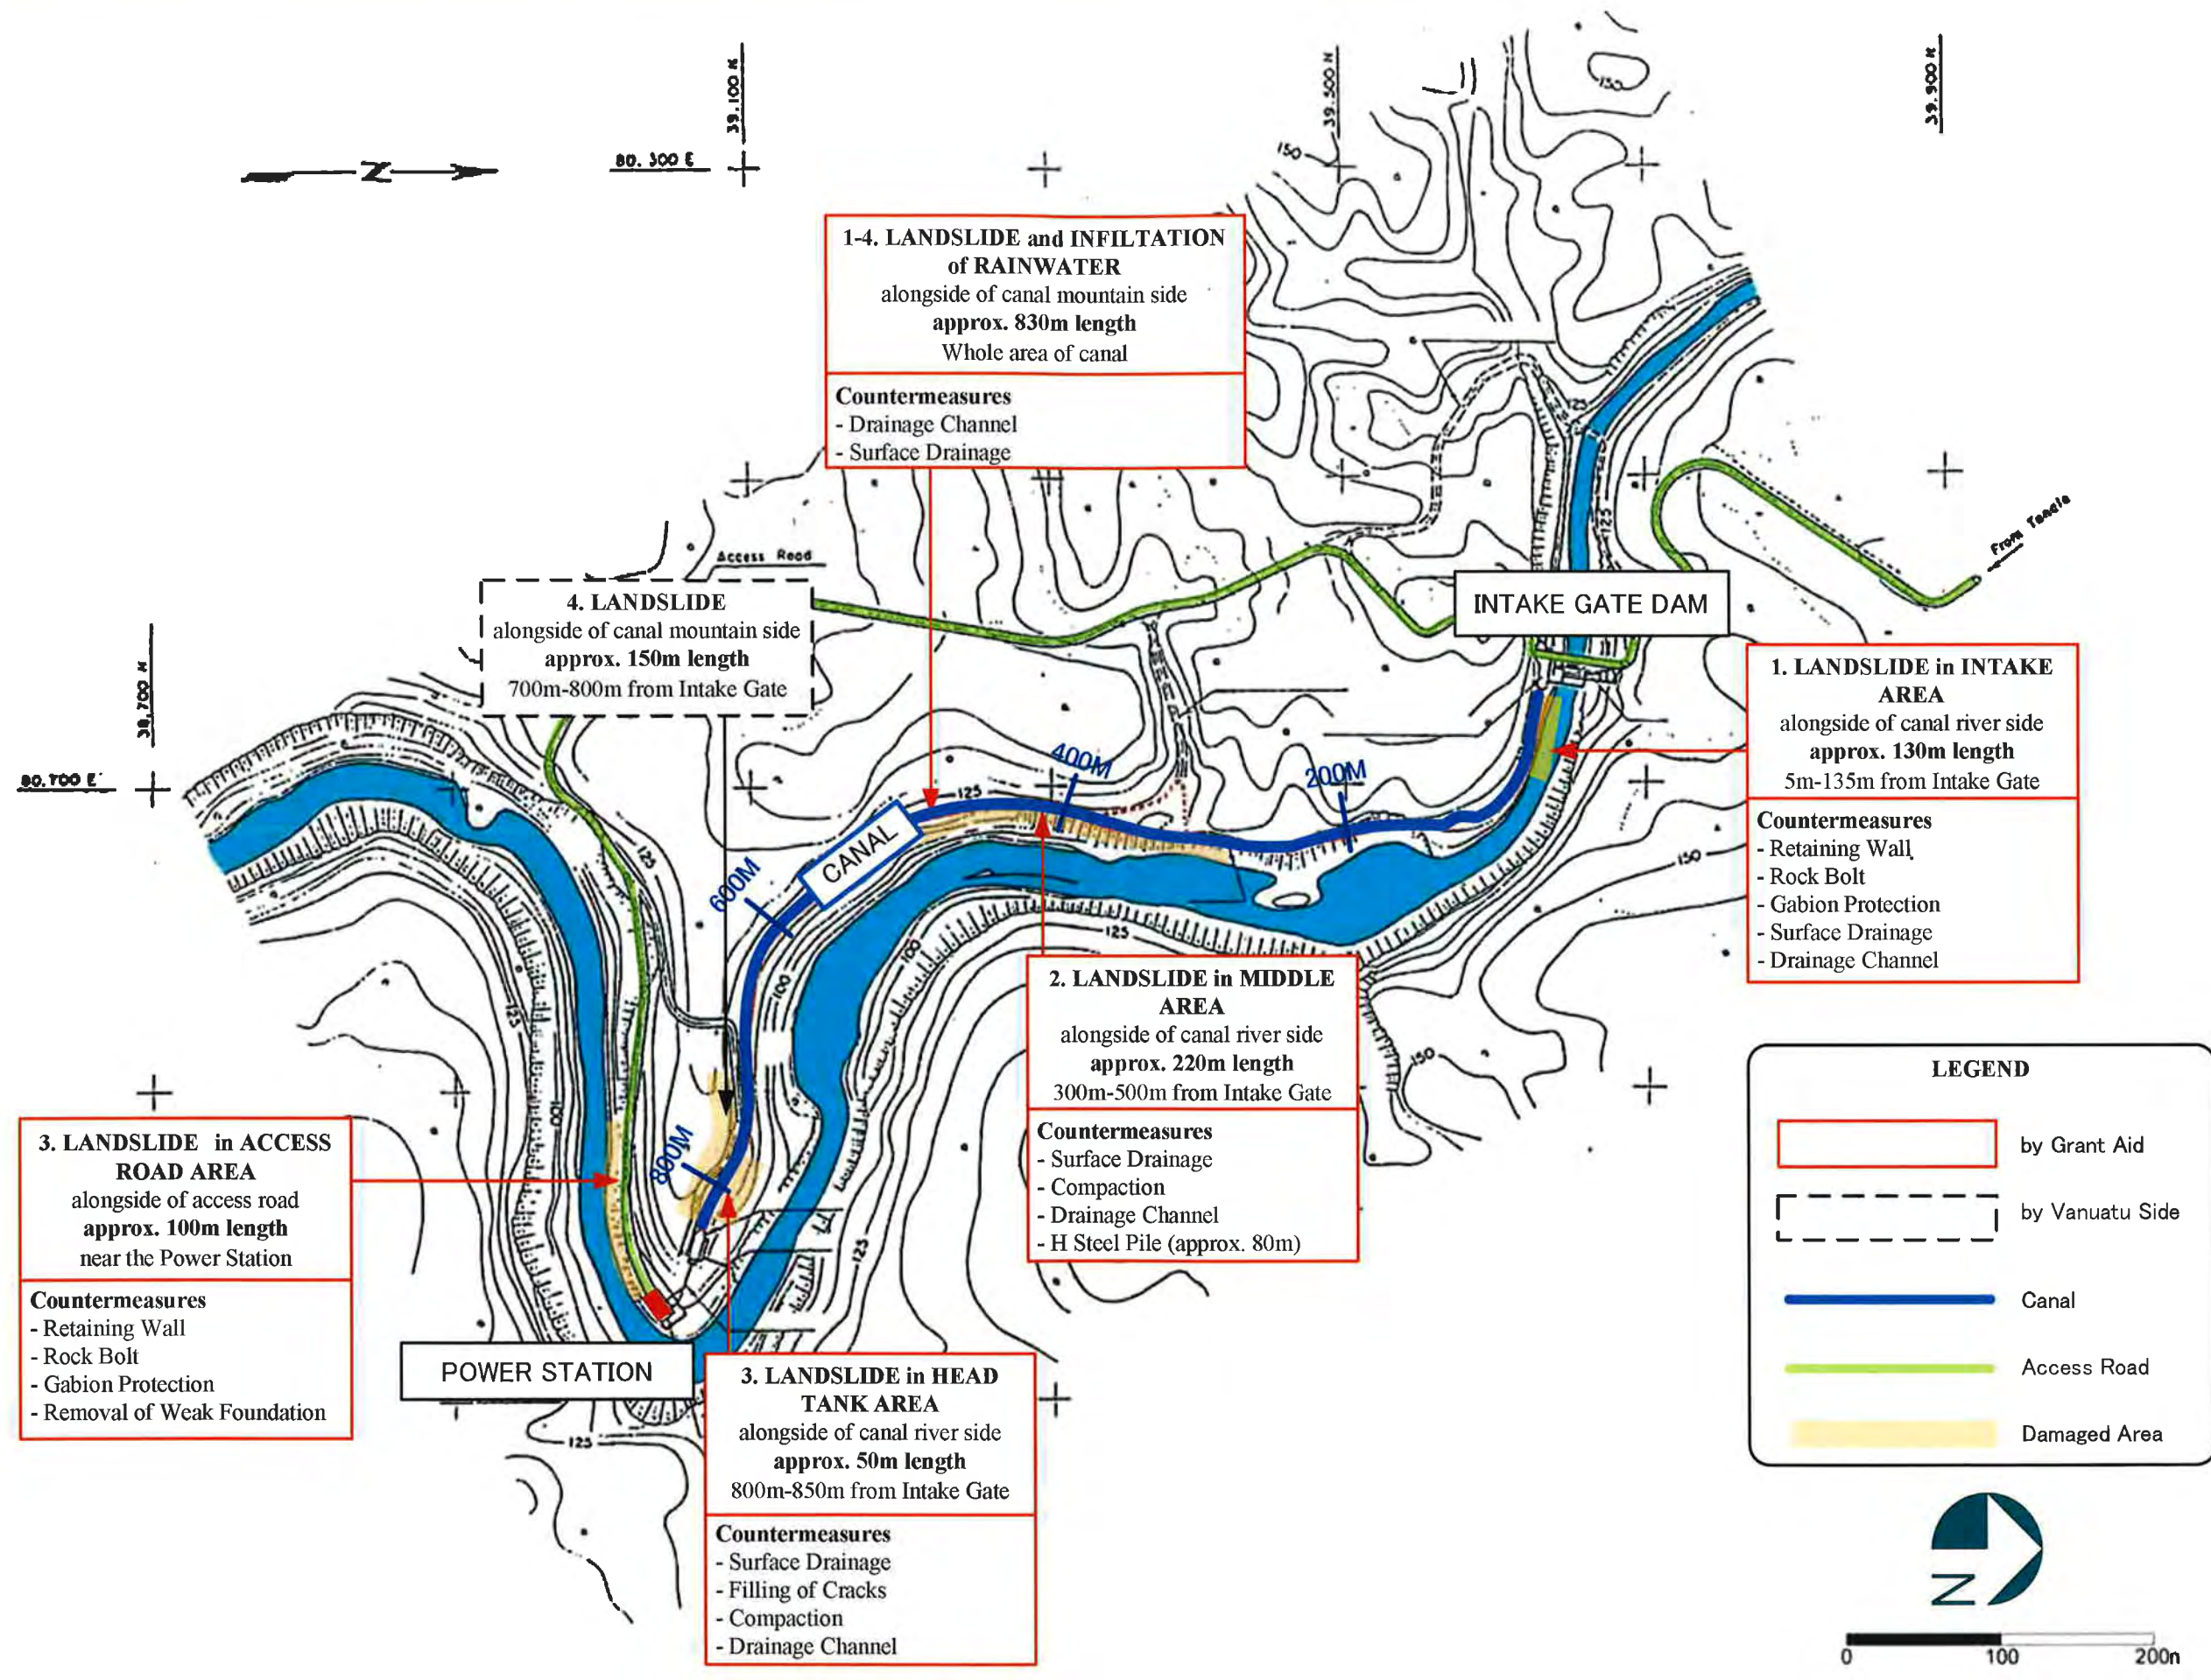 39.100 N
39.500 N
39.900 N
150
150
80.300 E
N
1-4. LANDSLIDE and INFILTATION
of RAINWATER
alongside of canal mountain side
approx. 830m length
Whole area of canal
Countermeasures
- Drainage Channel
- Surface Drainage
125
125
From Tanafa
Access Road
4. LANDSLIDE
alongside of canal mountain side
approx. 150m length
700m-800m from Intake Gate
INTAKE GATE DAM
1. LANDSLIDE in INTAKE
AREA
alongside of canal river side
approx. 130m length
5m-135m from Intake Gate
Countermeasures
- Retaining Wall
- Rock Bolt
- Gabion Protection
- Surface Drainage
- Drainage Channel
38.700 N
80.700 E
400M
200M
125
CANAL
600M
125
150
100
100
125
125
150
2. LANDSLIDE in MIDDLE
AREA
alongside of canal river side
approx. 220m length
300m-500m from Intake Gate
Countermeasures
- Surface Drainage
- Compaction
- Drainage Channel
- H Steel Pile (approx. 80m)
LEGEND
by Grant Aid
by Vanuatu Side
Canal
Access Road
Damaged Area
3. LANDSLIDE in ACCESS
ROAD AREA
alongside of access road
approx. 100m length
near the Power Station
Countermeasures
- Retaining Wall
- Rock Bolt
- Gabion Protection
- Removal of Weak Foundation
100
800M
125
POWER STATION
125
3. LANDSLIDE in HEAD
TANK AREA
alongside of canal river side
approx. 50m length
800m-850m from Intake Gate
Countermeasures
- Surface Drainage
- Filling of Cracks
- Compaction
- Drainage Channel
N
0 100 200m